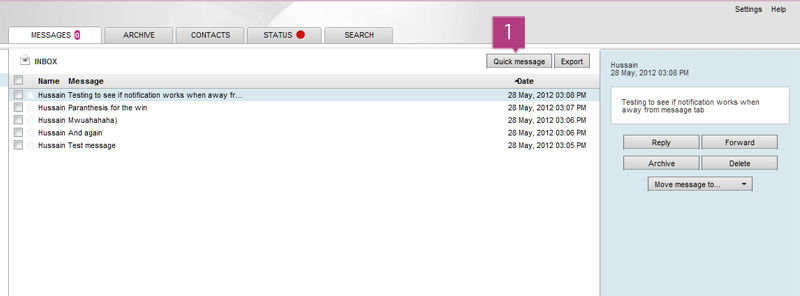 Settings Help
MESSAGES 0 ARCHIVE CONTACTS STATUS SEARCH
1
INBOX Quick message Export
Name Message Date
Hussain Testing to see if notification works when away fr... 28 May, 2012 03:08 PM
Hussain Paranthesis for the win 28 May, 2012 03:07 PM
Hussain Mwuahahaha) 28 May, 2012 03:06 PM
Hussain And again 28 May, 2012 03:06 PM
Hussain Test message 28 May, 2012 03:05 PM
Hussain
28 May, 2012 03:08 PM
Testing to see if notification works when
away from message tab
Reply Forward
Archive Delete
Move message to...